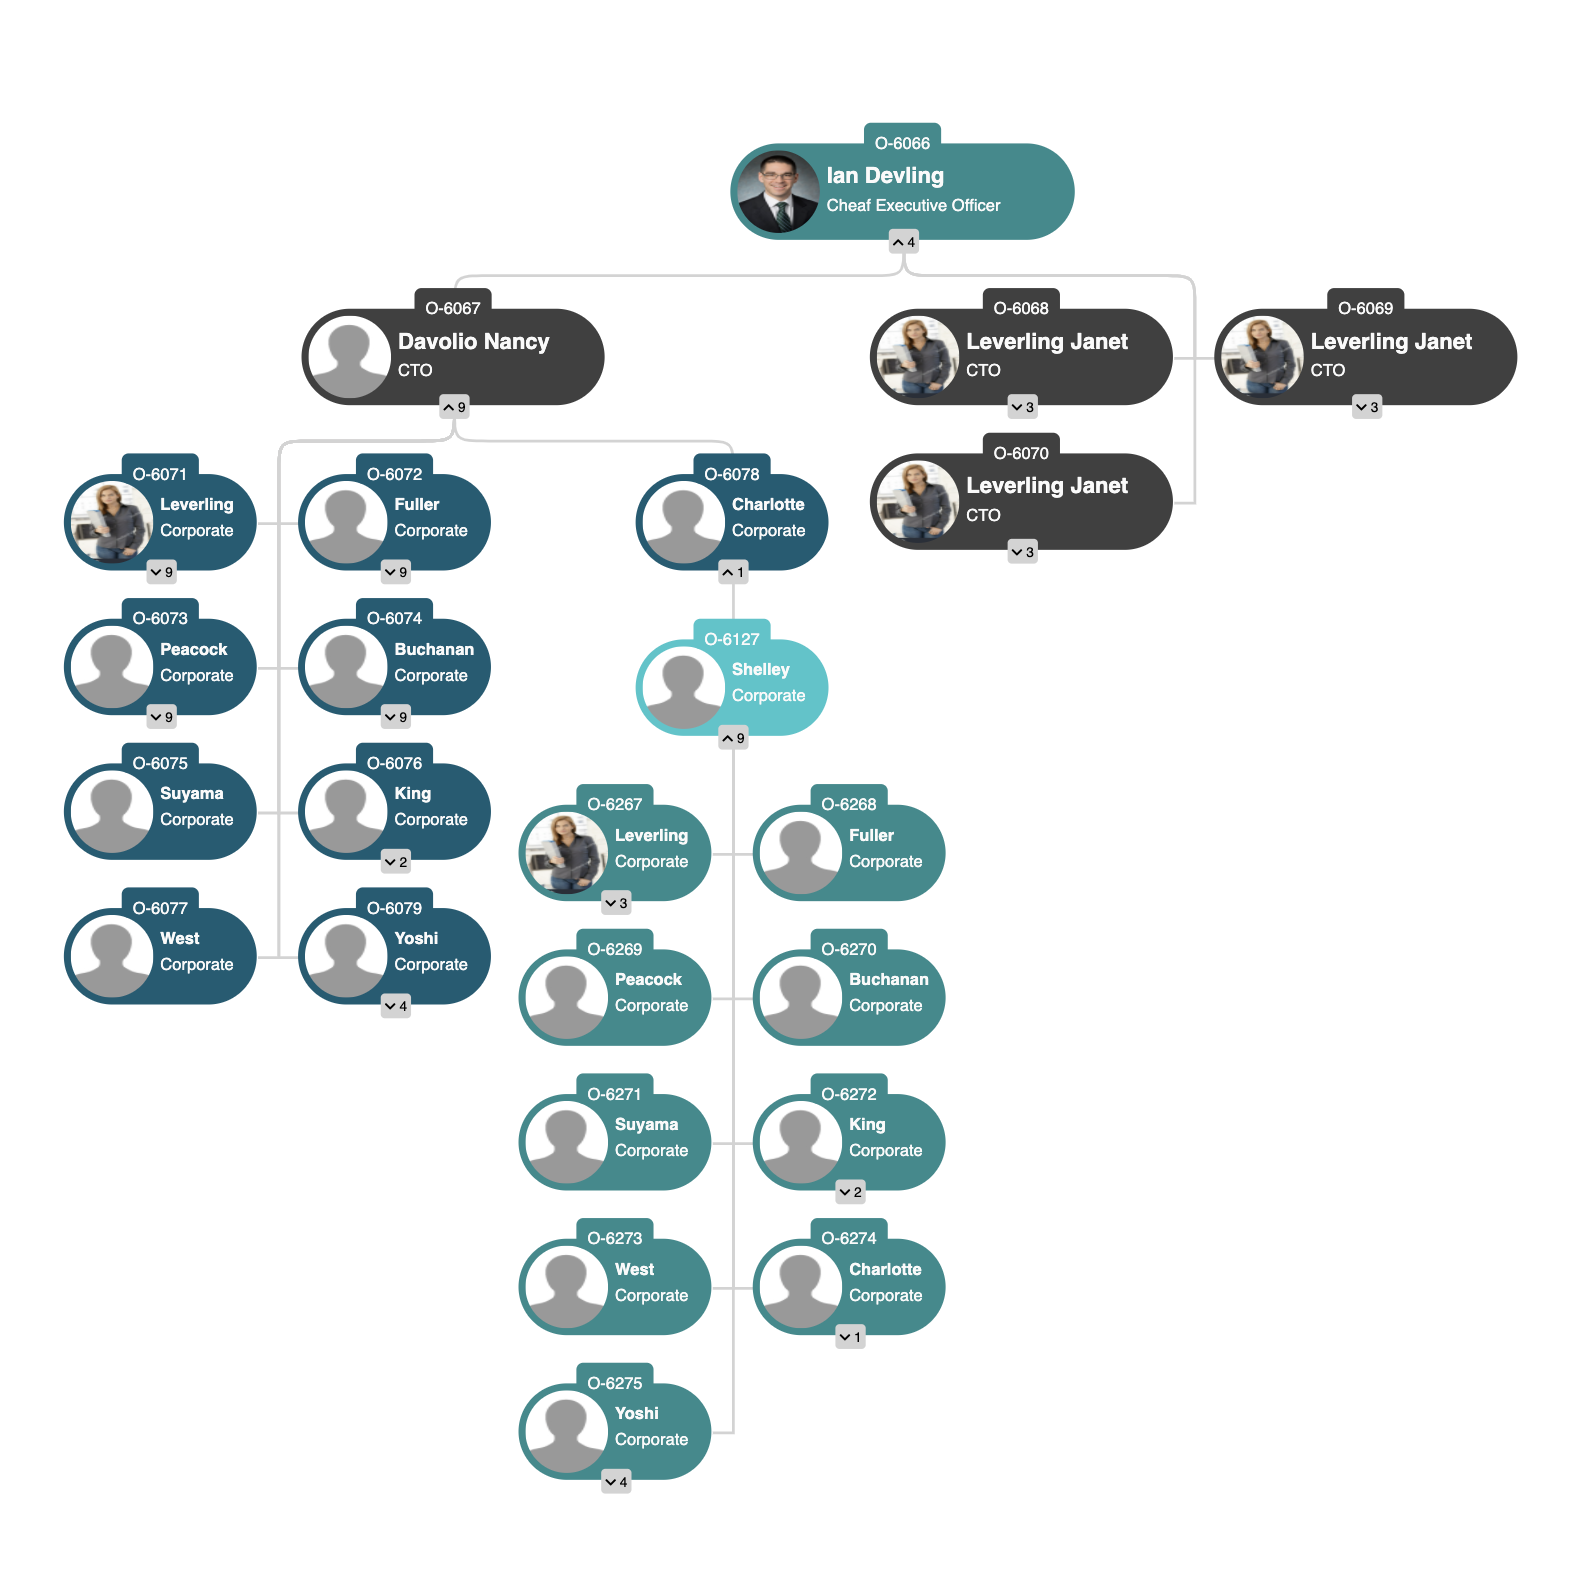 O-6066
Ian Devling
Cheaf Executive Officer
4
O-6067
Davolio Nancy
CTO
9
O-6068
Leverling Janet
CTO
3
O-6069
Leverling Janet
CTO
3
O-6070
Leverling Janet
CTO
3
O-6071
Leverling
Corporate
9
O-6072
Fuller
Corporate
9
O-6078
Charlotte
Corporate
1
O-6073
Peacock
Corporate
9
O-6074
Buchanan
Corporate
9
O-6127
Shelley
Corporate
9
O-6075
Suyama
Corporate
O-6076
King
Corporate
2
O-6077
West
Corporate
O-6079
Yoshi
Corporate
4
O-6267
Leverling
Corporate
3
O-6268
Fuller
Corporate
O-6269
Peacock
Corporate
O-6270
Buchanan
Corporate
O-6271
Suyama
Corporate
O-6272
King
Corporate
2
O-6273
West
Corporate
O-6274
Charlotte
Corporate
1
O-6275
Yoshi
Corporate
4